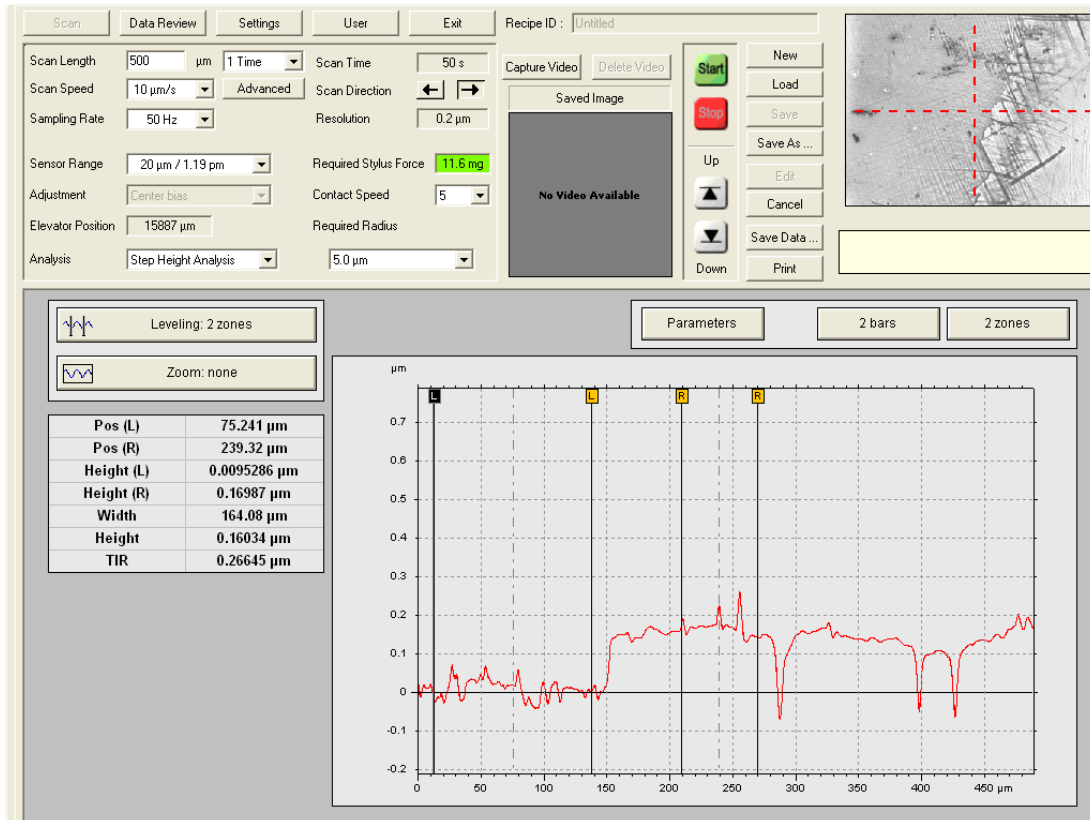 Scan Data Review Settings User Exit Recipe ID : Untitled
Scan Length 500 µm 1 Time Scan Time 50 s
Scan Speed 10 µm/s Advanced Scan Direction
Sampling Rate 50 Hz Resolution 0.2 µm
Sensor Range 20 µm / 1.19 pm Required Stylus Force 11.6 mg
Adjustment Center bias Contact Speed 5
Elevator Position 15887 µm Required Radius
Analysis Step Height Analysis 5.0 µm
Capture Video Delete Video
Saved Image
No Video Available
Start
Stop
Up
Down
New
Load
Save
Save As ...
Edit
Cancel
Save Data ...
Print
Leveling: 2 zones
Zoom: none
Parameters 2 bars 2 zones
Pos (L) 75.241 µm
Pos (R) 239.32 µm
Height (L) 0.0095286 µm
Height (R) 0.16987 µm
Width 164.08 µm
Height 0.16034 µm
TIR 0.26645 µm
µm
L L R R
0.7
0.6
0.5
0.4
0.3
0.2
0.1
0
-0.1
-0.2
0 50 100 150 200 250 300 350 400 450 µm